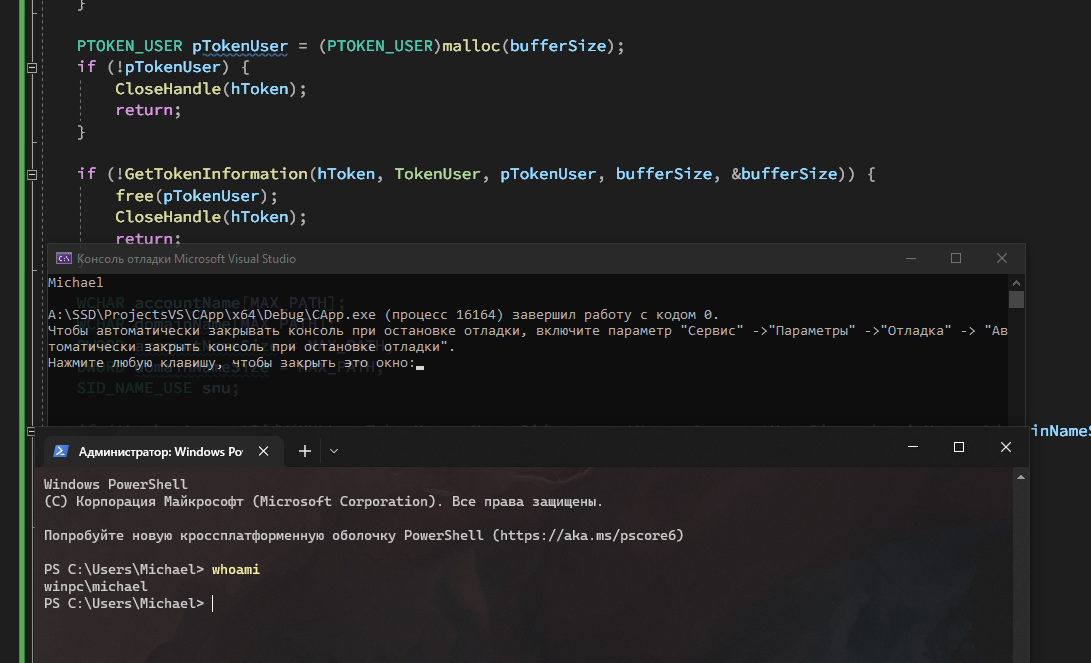 }
PTOKEN_USER pTokenUser = (PTOKEN_USER)malloc(bufferSize);
if (!pTokenUser) {
CloseHandle(hToken);
return;
}
if (!GetTokenInformation(hToken, TokenUser, pTokenUser, bufferSize, &bufferSize)) {
free(pTokenUser);
CloseHandle(hToken);
return;
Консоль отладки Microsoft Visual Studio
Michael
WCHAR accountName[MAX_PATH];
A:\SSD\ProjectsVS\CApp\x64\Debug\CApp.exe (процесс 16164) завершил работу с кодом 0.
Чтобы автоматически закрывать консоль при остановке отладки, включите параметр "Сервис" ->"Параметры" ->"Отладка" -> "Ав
томатически закрыть консоль при остановке отладки".
Нажмите любую клавишу, чтобы закрыть это окно:
SID_NAME_USE snu;
inNameS
Администратор: Windows Po
Windows PowerShell
(C) Корпорация Майкрософт (Microsoft Corporation). Все права защищены.
Попробуйте новую кроссплатформенную оболочку PowerShell (https://aka.ms/pscore6)
PS C:\Users\Michael> whoami
winpc\michael
PS C:\Users\Michael>